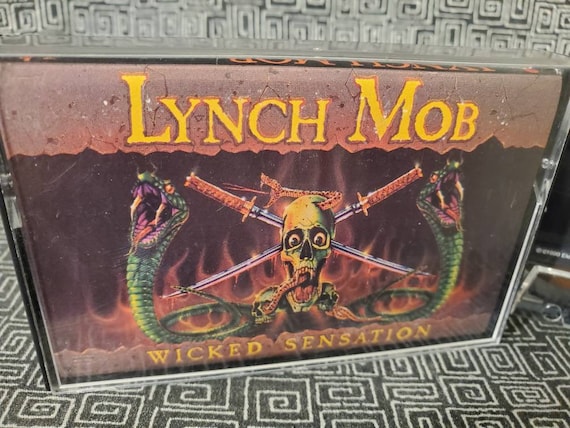 LYNCH MOB
WICKED SENSATION